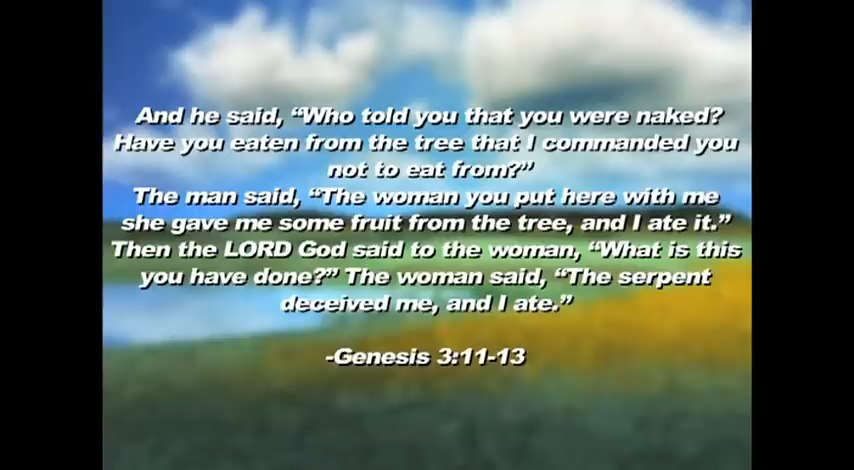 And he said, “Who told you that you were naked?
Have you eaten from the tree that I commanded you
not to eat from?”
The man said, “The woman you put here with me
she gave me some fruit from the tree, and I ate it.”
Then the LORD God said to the woman, “What is this
you have done?” The woman said, “The serpent
deceived me, and I ate.”
-Genesis 3:11-13